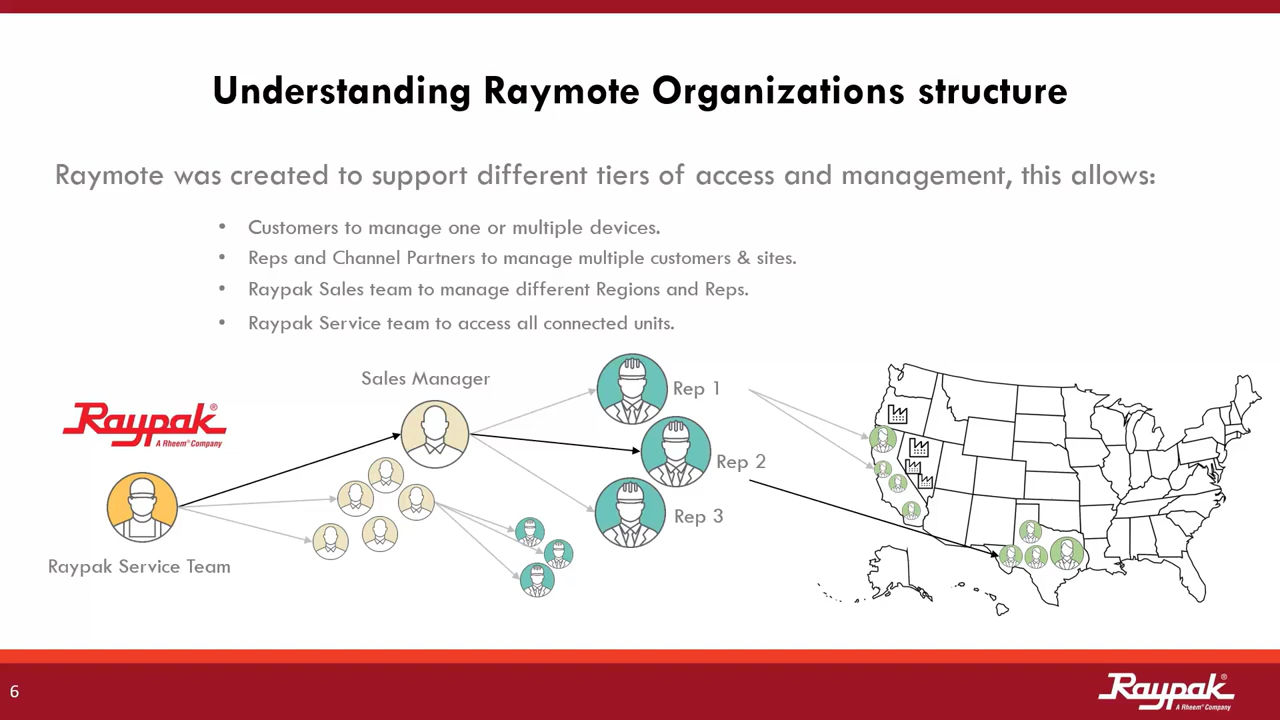 Understanding Raymote Organizations structure
Raymote was created to support different tiers of access and management, this allows:
• Customers to manage one or multiple devices.
• Reps and Channel Partners to manage multiple customers & sites.
• Raypak Sales team to manage different Regions and Reps.
• Raypak Service team to access all connected units.
Sales Manager
Rep 1
Raypak®
A Rheem® Company
Rep 2
Rep 3
Raypak Service Team
6
Raypak®
A Rheem® Company